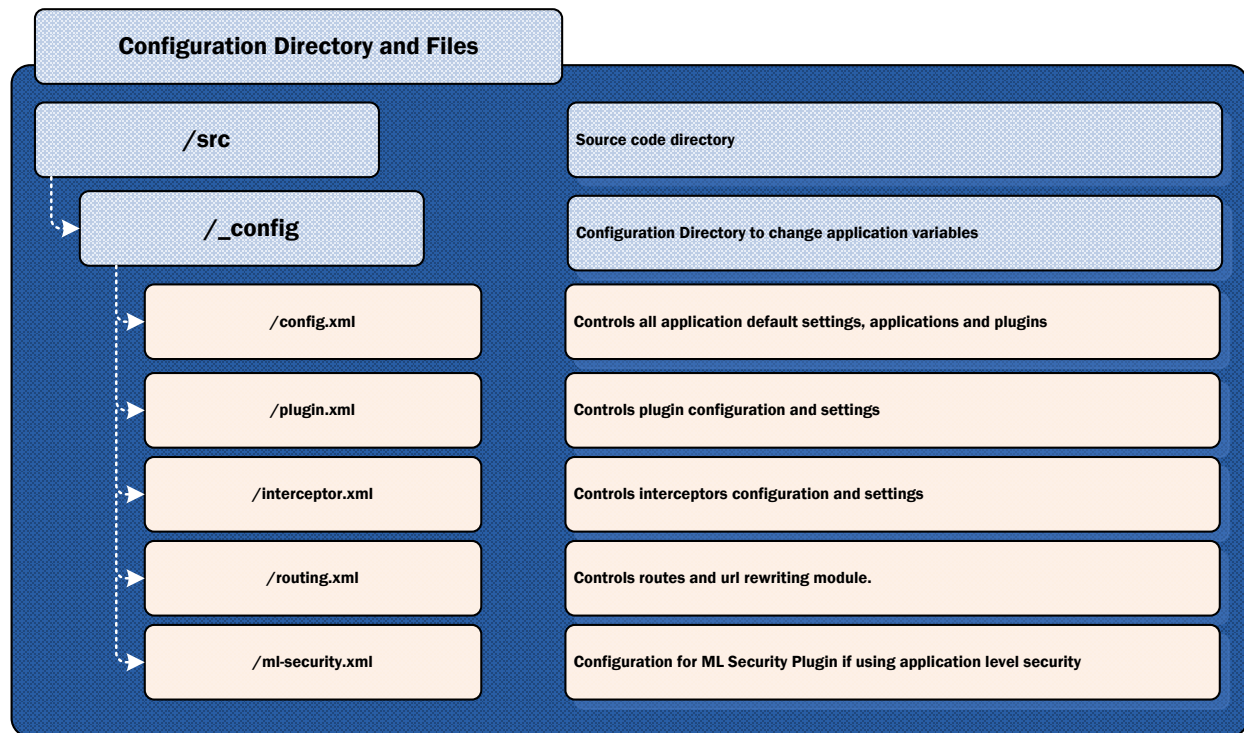 Configuration Directory and Files
/src
Source code directory
/_config
Configuration Directory to change application variables
/config.xml
Controls all application default settings, applications and plugins
/plugin.xml
Controls plugin configuration and settings
/interceptor.xml
Controls interceptors configuration and settings
/routing.xml
Controls routes and url rewriting module.
/ml-security.xml
Configuration for ML Security Plugin if using application level security